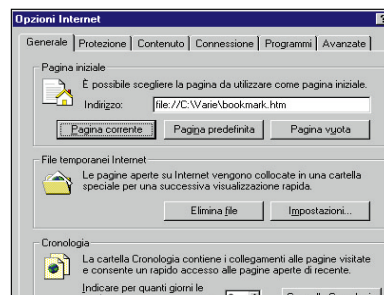 Opzioni Internet
Generale Protezione Contenuto Connessione Programmi Avanzate
Pagina iniziale
È possibile scegliere la pagina da utilizzare come pagina iniziale.
Indirizzo: file://C:\Varie\bookmark.htm
Pagina corrente Pagina predefinita Pagina vuota
File temporanei Internet
Le pagine aperte su Internet vengono collocate in una cartella
speciale per una successiva visualizzazione rapida.
Elimina file Impostazioni...
Cronologia
La cartella Cronologia contiene i collegamenti alle pagine visitate
e consente un rapido accesso alle pagine aperte di recente.
Indicare per quanti giorni le